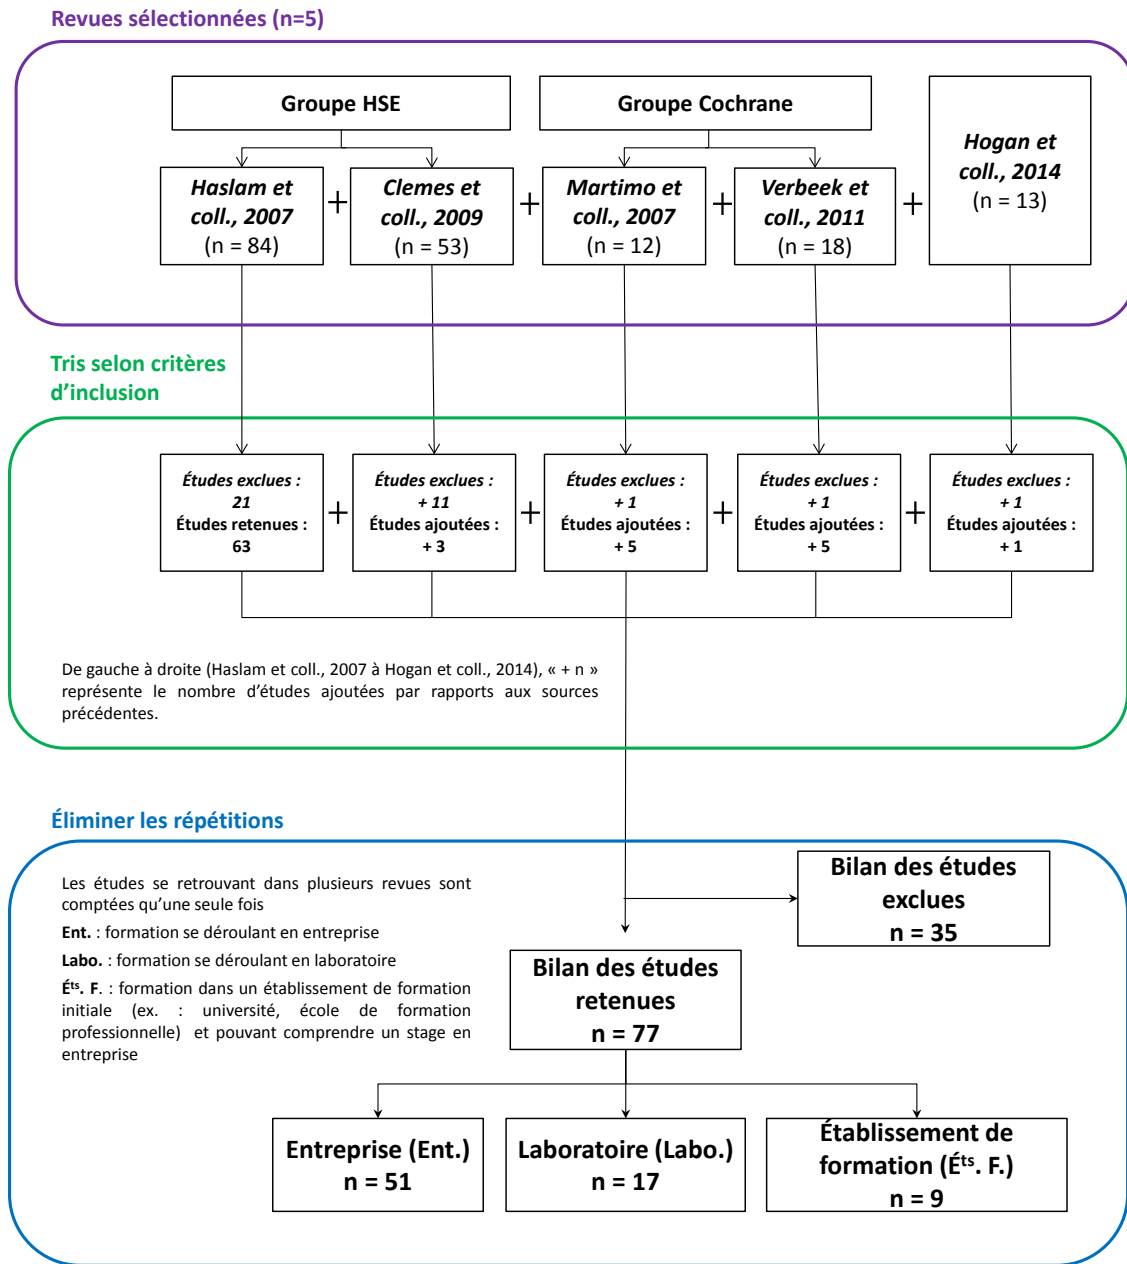 Revues sélectionnées (n=5)
Groupe HSE
Groupe Cochrane
Hogan et
coll., 2014
(n = 13)
Haslam et
coll., 2007
(n = 84)
+
Clemes et
coll., 2009
(n = 53)
+
Martimo et
coll., 2007
(n = 12)
+
Verbeek et
coll., 2011
(n = 18)
+
Tris selon critères
d’inclusion
Études exclues :
21
Études retenues :
63
+
Études exclues :
+ 11
Études ajoutées :
+ 3
+
Études exclues :
+ 1
Études ajoutées :
+ 5
+
Études exclues :
+ 1
Études ajoutées :
+ 5
+
Études exclues :
+ 1
Études ajoutées :
+ 1
De gauche à droite (Haslam et coll., 2007 à Hogan et coll., 2014), « + n »
représente le nombre d’études ajoutées par rapports aux sources
précédentes.
Éliminer les répétitions
Les études se retrouvant dans plusieurs revues sont
comptées qu’une seule fois
Ent. : formation se déroulant en entreprise
Labo. : formation se déroulant en laboratoire
Éts. F. : formation dans un établissement de formation
initiale (ex. : université, école de formation
professionnelle) et pouvant comprendre un stage en
entreprise
Bilan des études
exclues
n = 35
Bilan des études
retenues
n = 77
Entreprise (Ent.)
n = 51
Laboratoire (Labo.)
n = 17
Établissement de
formation (Éts. F.)
n = 9